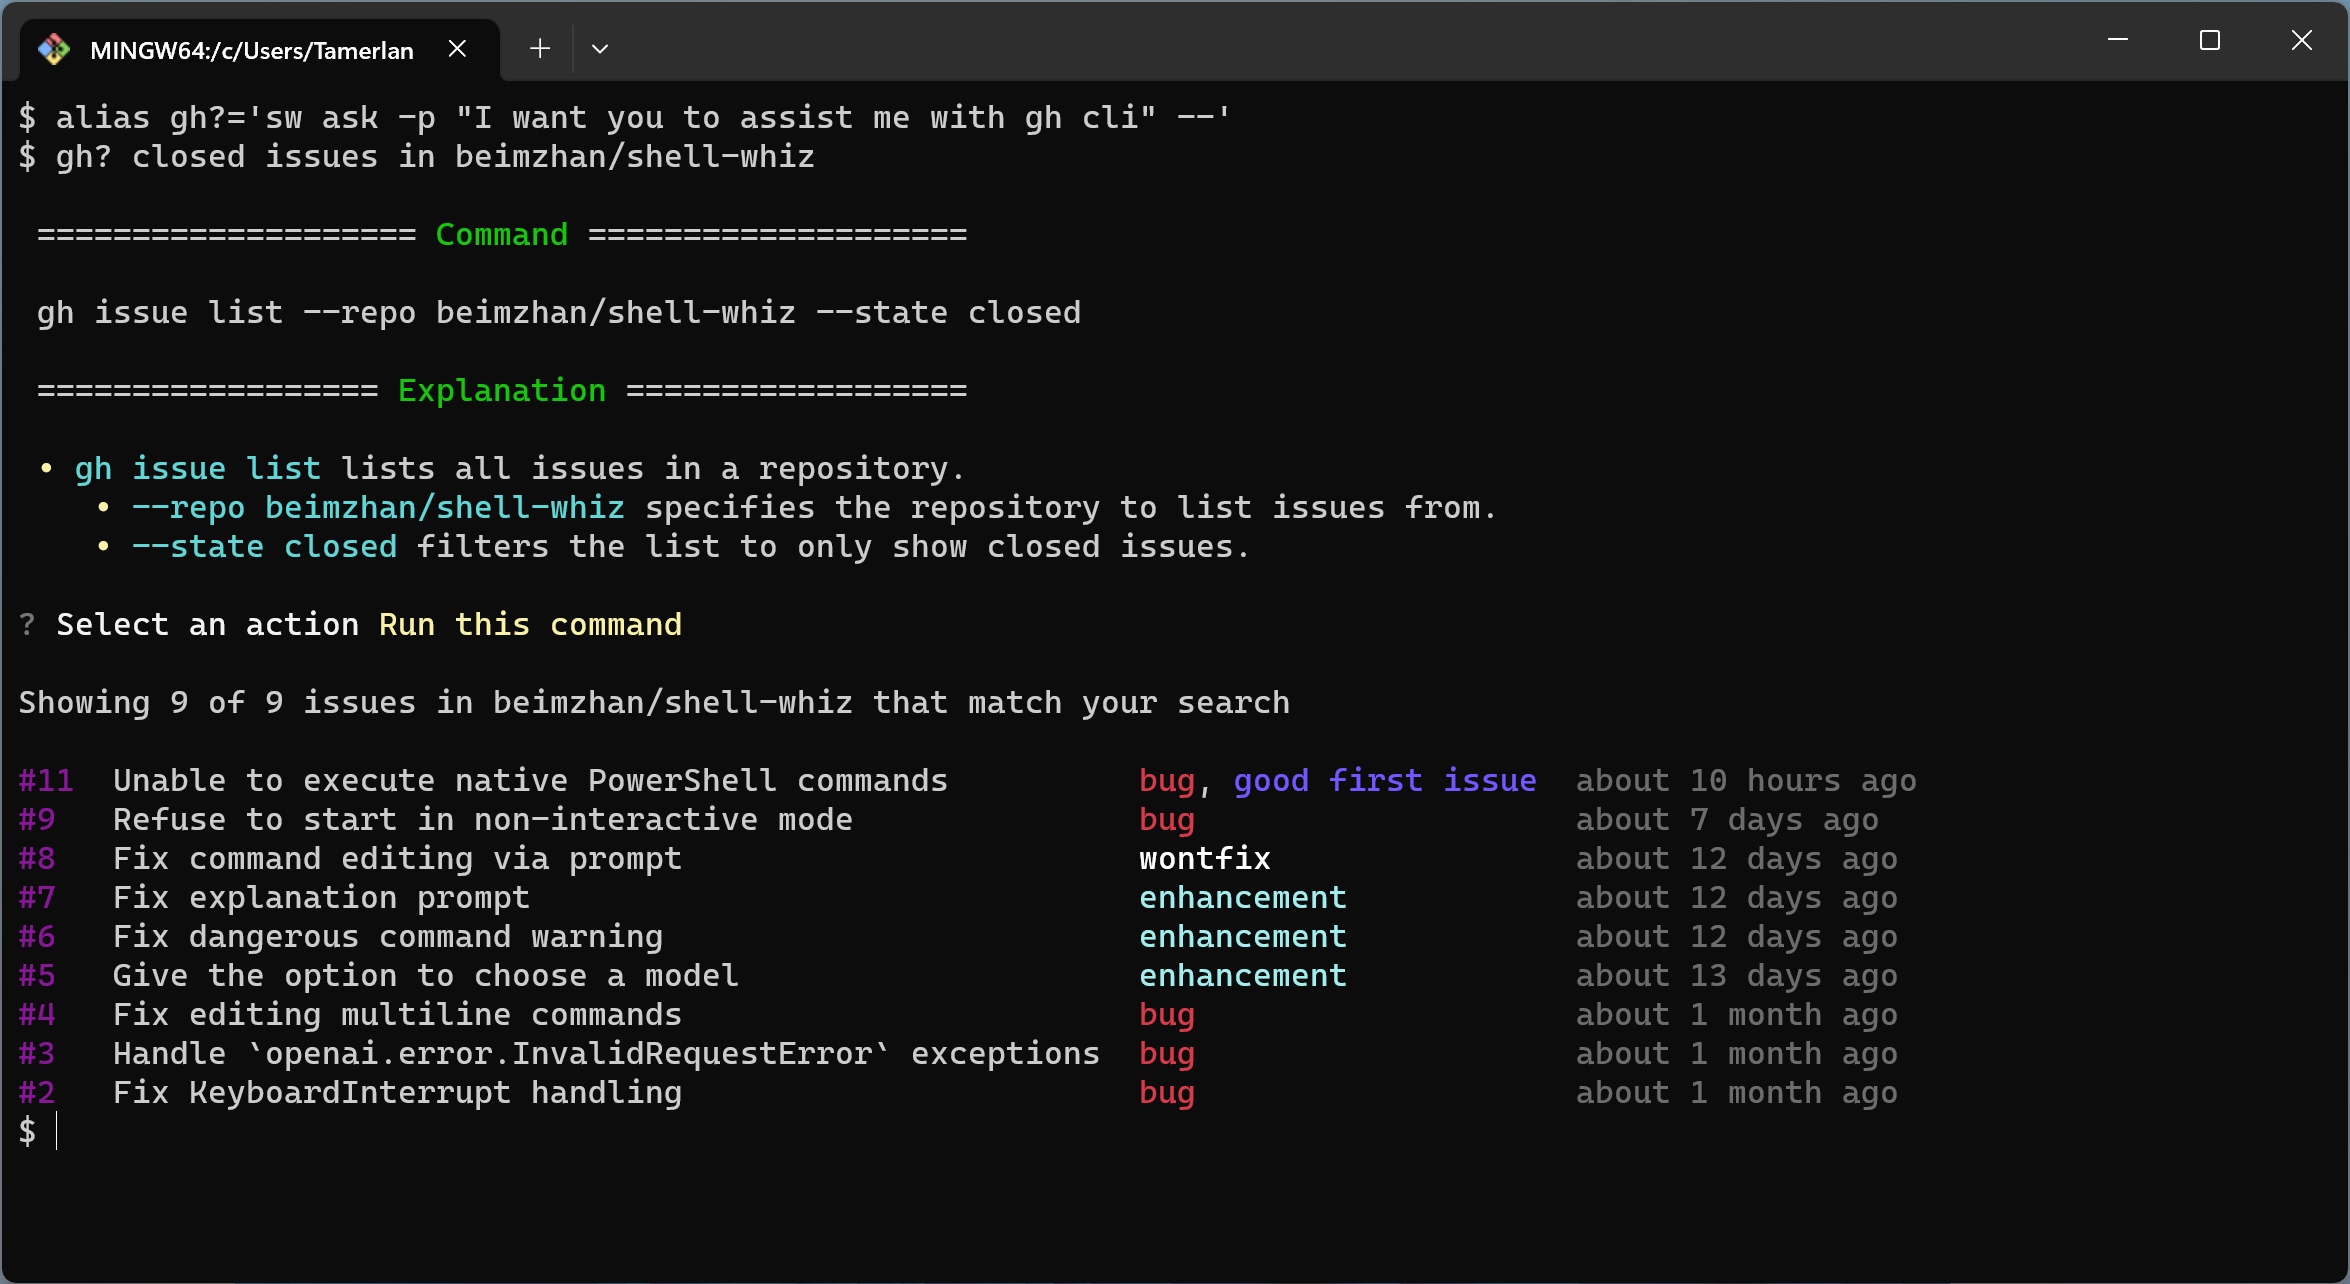 MINGW64:/c/Users/Tamerlan
$ alias gh?='sw ask -p "I want you to assist me with gh cli" --'
$ gh? closed issues in beimzhan/shell-whiz
==================== Command ====================
gh issue list --repo beimzhan/shell-whiz --state closed
================== Explanation ==================
• gh issue list lists all issues in a repository.
• --repo beimzhan/shell-whiz specifies the repository to list issues from.
• --state closed filters the list to only show closed issues.
? Select an action Run this command
Showing 9 of 9 issues in beimzhan/shell-whiz that match your search
#11 Unable to execute native PowerShell commands bug, good first issue about 10 hours ago
#9 Refuse to start in non-interactive mode bug about 7 days ago
#8 Fix command editing via prompt wontfix about 12 days ago
#7 Fix explanation prompt enhancement about 12 days ago
#6 Fix dangerous command warning enhancement about 12 days ago
#5 Give the option to choose a model enhancement about 13 days ago
#4 Fix editing multiline commands bug about 1 month ago
#3 Handle `openai.error.InvalidRequestError` exceptions bug about 1 month ago
#2 Fix KeyboardInterrupt handling bug about 1 month ago
$